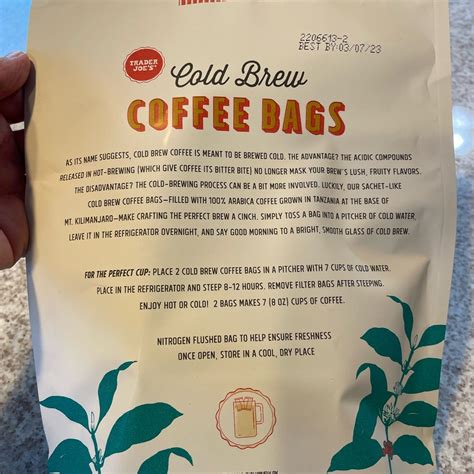 2206613-2
BEST BY:03/07/23
TRADER
JOE'S
Cold Brew
COFFEE BAGS
AS ITS NAME SUGGESTS, COLD BREW COFFEE IS MEANT TO BE BREWED COLD. THE ADVANTAGE? THE ACIDIC COMPOUNDS
RELEASED IN HOT-BREWING (WHICH GIVE COFFEE ITS BITTER BITE) NO LONGER MASK YOUR BREW'S LUSH, FRUITY FLAVORS.
THE DISADVANTAGE? THE COLD-BREWING PROCESS CAN BE A BIT MORE INVOLVED. LUCKILY, OUR SACHET-LIKE
COLD BREW COFFEE BAGS—FILLED WITH 100% ARABICA COFFEE GROWN IN TANZANIA AT THE BASE OF
MT. KILIMANJARO—MAKE CRAFTING THE PERFECT BREW A CINCH. SIMPLY TOSS A BAG INTO A PITCHER OF COLD WATER,
LEAVE IT IN THE REFRIGERATOR OVERNIGHT, AND SAY GOOD MORNING TO A BRIGHT, SMOOTH GLASS OF COLD BREW.
FOR THE PERFECT CUP: PLACE 2 COLD BREW COFFEE BAGS IN A PITCHER WITH 7 CUPS OF COLD WATER.
PLACE IN THE REFRIGERATOR AND STEEP 8-12 HOURS. REMOVE FILTER BAGS AFTER STEEPING.
ENJOY HOT OR COLD! 2 BAGS MAKES 7 (8 OZ) CUPS OF COFFEE.
NITROGEN FLUSHED BAG TO HELP ENSURE FRESHNESS
ONCE OPEN, STORE IN A COOL, DRY PLACE